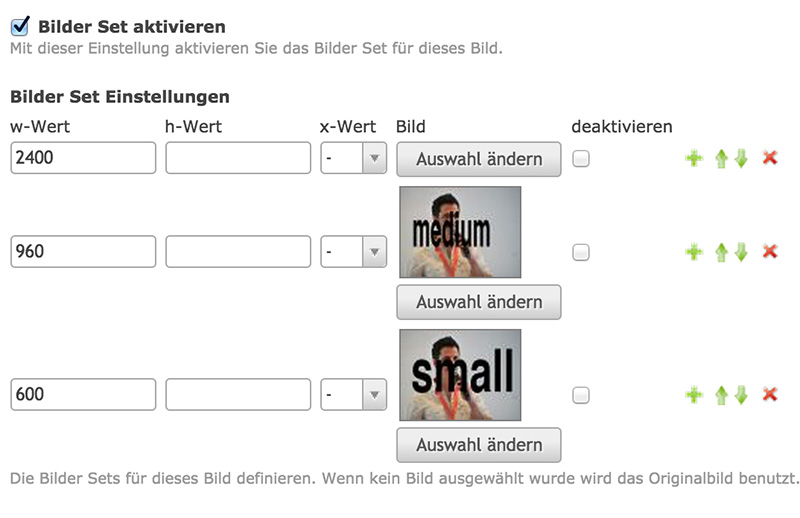 Bilder Set aktivieren
Mit dieser Einstellung aktivieren Sie das Bilder Set für dieses Bild.
Bilder Set Einstellungen
w-Wert h-Wert x-Wert Bild deaktivieren
2400 - Auswahl ändern
medium
960 -
Auswahl ändern
small
600 -
Auswahl ändern
Die Bilder Sets für dieses Bild definieren. Wenn kein Bild ausgewählt wurde wird das Originalbild benutzt.